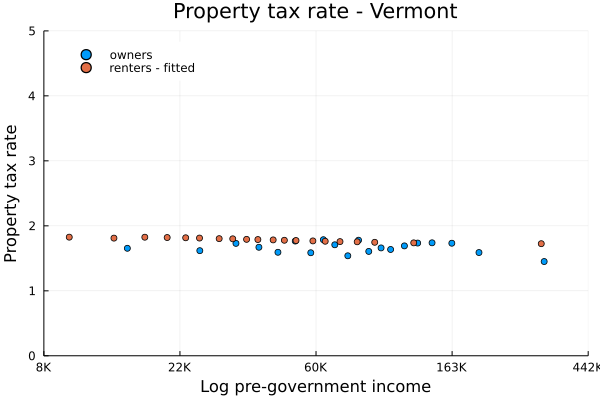 Property tax rate - Vermont
owners
renters - fitted
Property tax rate
5
4
3
2
1
0
8K
22K
60K
163K
442K
Log pre-government income